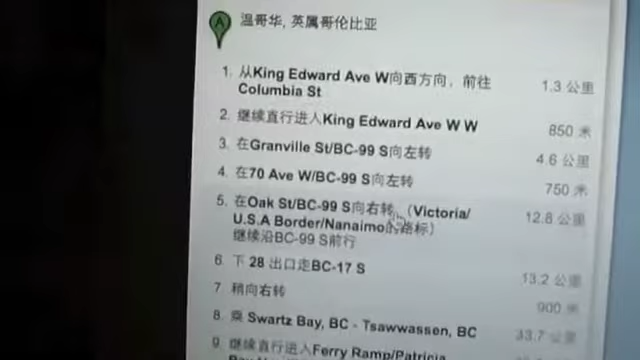 A 温哥华, 英属哥伦比亚
1. 从King Edward Ave W向西方向，前往 1.3 公里
Columbia St
2. 继续直行进入King Edward Ave W W 850 米
3. 在Granville St/BC-99 S向左转 4.6 公里
4. 在70 Ave W/BC-99 S向左转 750 米
5. 在Oak St/BC-99 S向右转 （Victoria/ 12.8 公里
U.S.A Border/Nanaimo的路标）
继续沿BC-99 S前行
6. 下 28 出口走BC-17 S 13.2 公里
7. 稍向右转 900 米
8. 乘 Swartz Bay, BC - Tsawwassen, BC 33.7 公里
9. 继续直行进入Ferry Ramp/Patricia